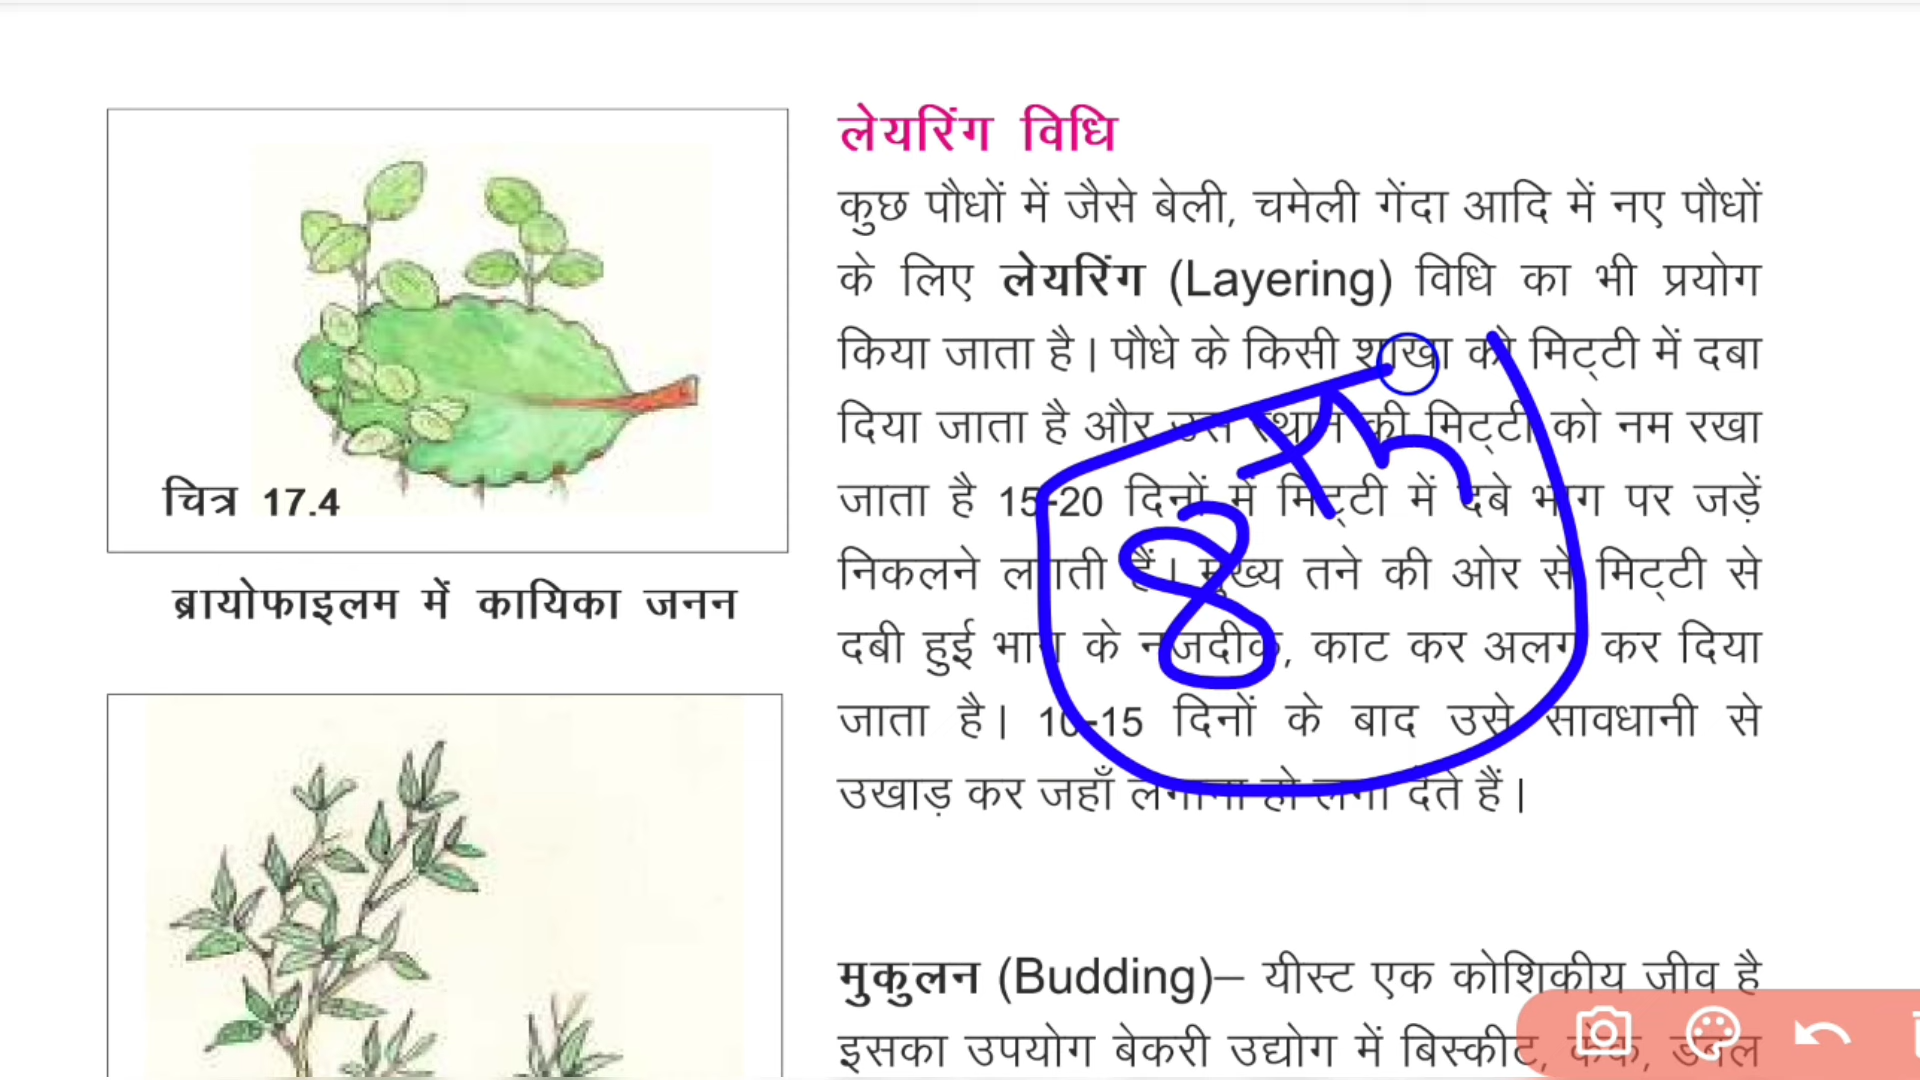 चित्र 17.4
ब्रायोफाइलम में कायिका जनन
लेयरिंग विधि
कुछ पौधों में जैसे बेली, चमेली गेंदा आदि में नए पौधों
के लिए लेयरिंग (Layering) विधि का भी प्रयोग
किया जाता है। पौधे के किसी शाखा को मिट्टी में दबा
दिया जाता है और उस स्थान की मिट्टी को नम रखा
जाता है 15-20 दिनों में मिट्टी में दबे भाग पर जड़ें
निकलने लगती हैं। मुख्य तने की ओर से मिट्टी से
दबी हुई भाग के नजदीक, काट कर अलग कर दिया
जाता है। 10-15 दिनों के बाद उसे सावधानी से
उखाड़ कर जहाँ लगाना हो लगा देते हैं।
8th
मुकुलन (Budding)– यीस्ट एक कोशिकीय जीव है
इसका उपयोग बेकरी उद्योग में बिस्कीट, केक, डबल